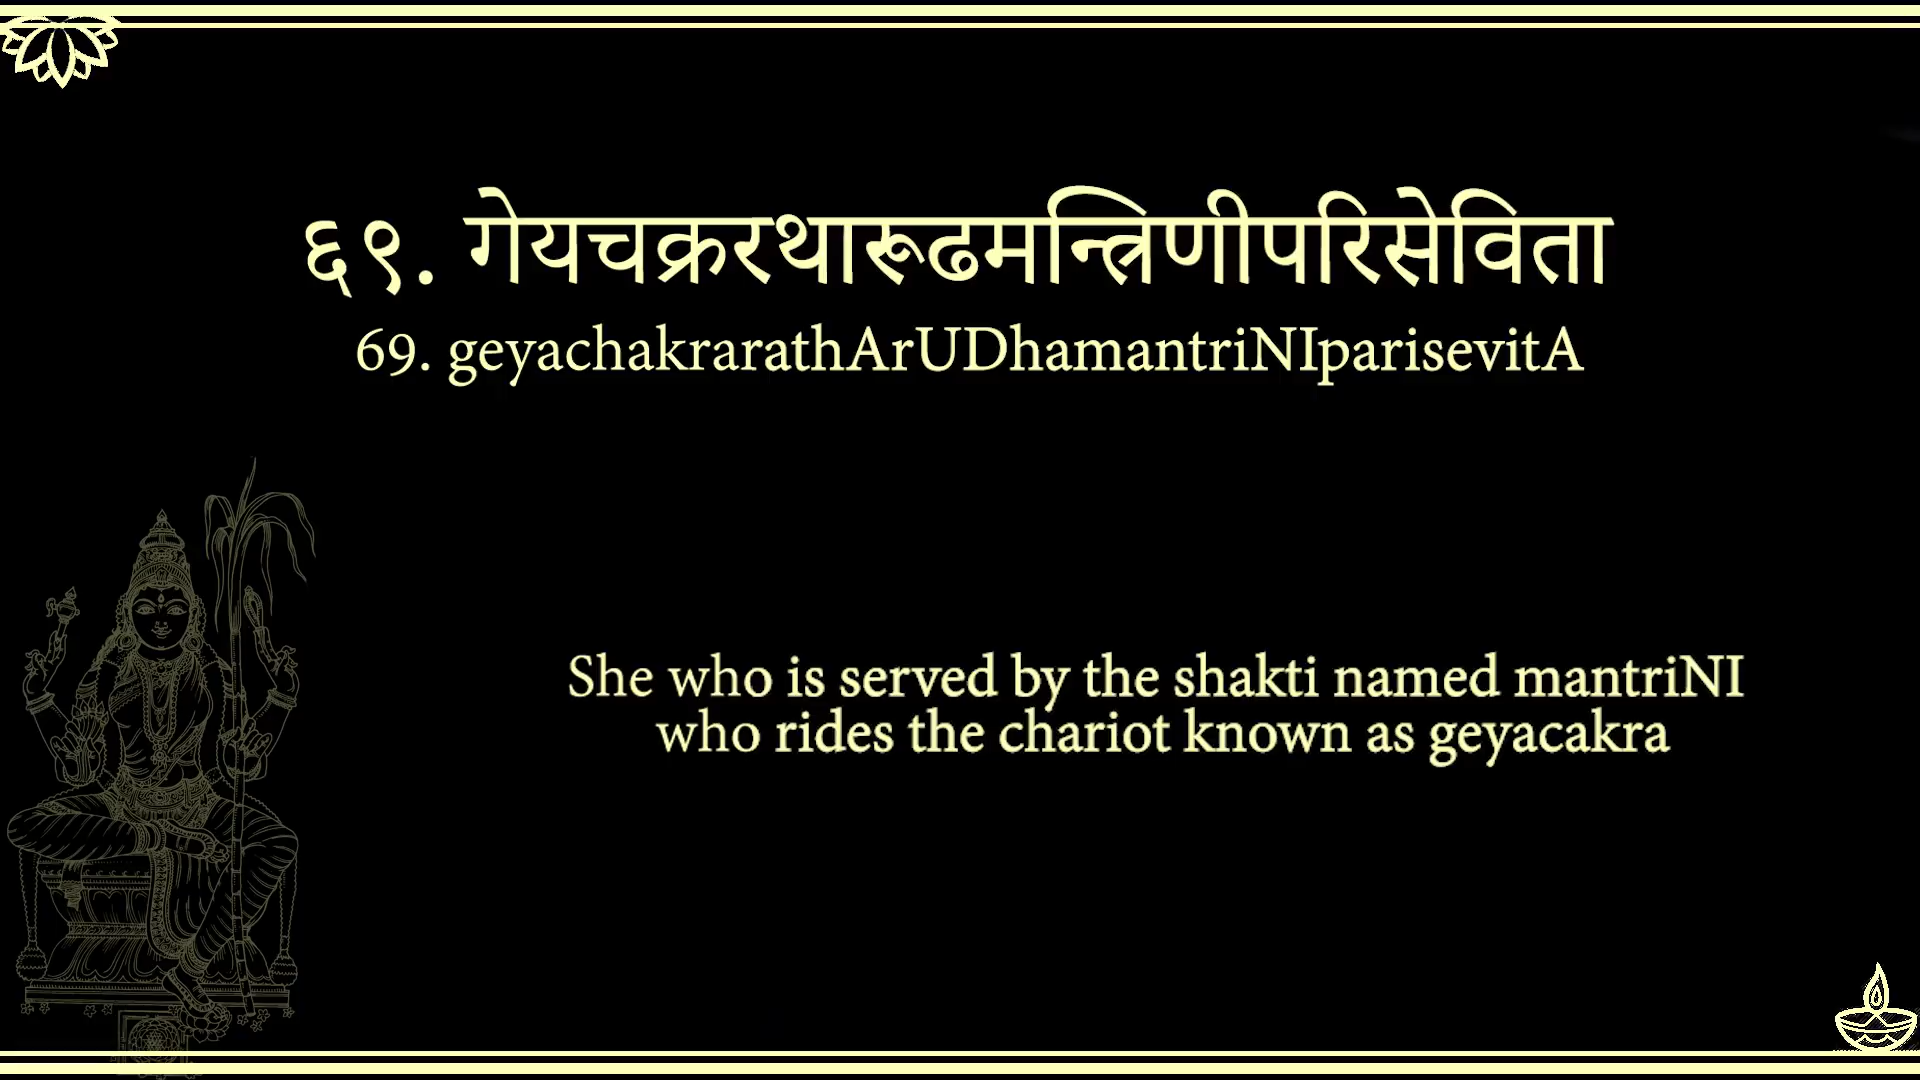 ६९. गेयचक्ररथारूढमन्त्रिणीपरिसेविता
69. geyachakrarathArUDhamantriNIparisevitA
She who is served by the shakti named mantriNI
who rides the chariot known as geyacakra